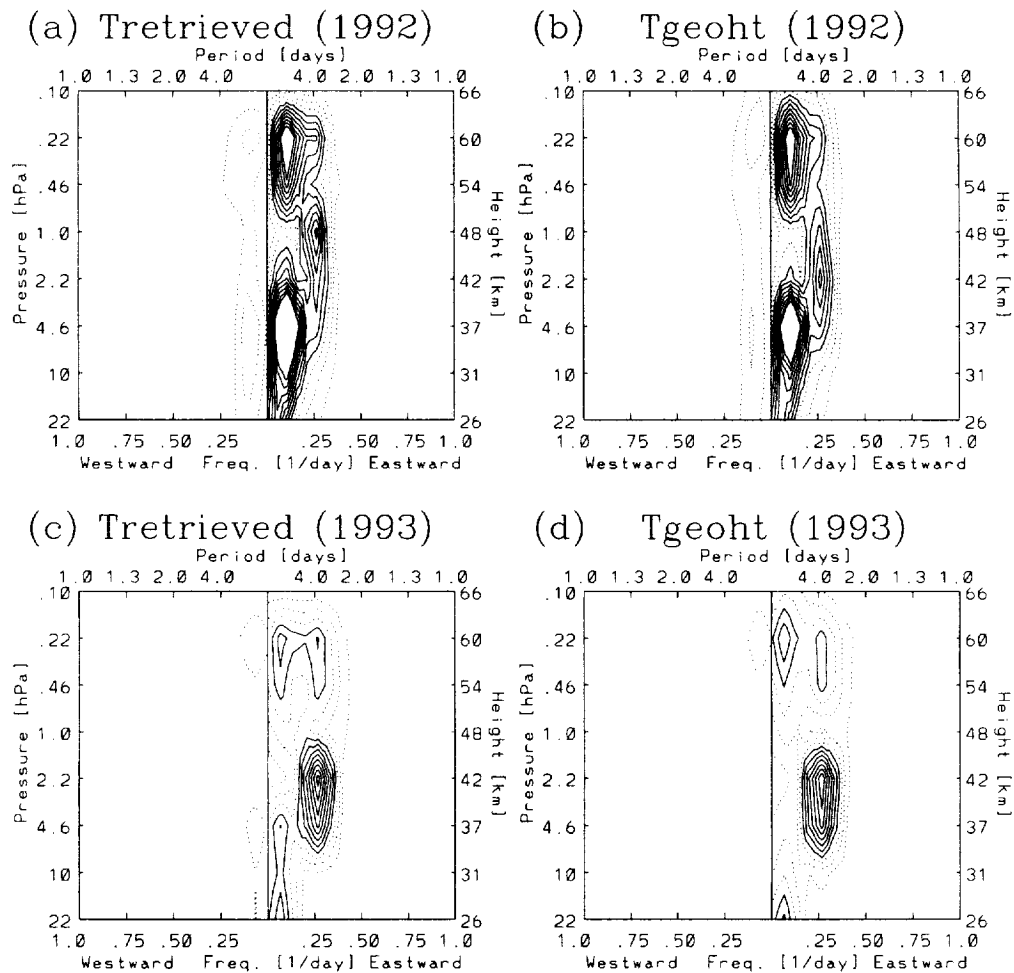 (a) Tretrieved (1992)
Period [days]
1.0 1.3 2.0 4.0 4.0 2.0 1.3 1.0
Pressure [hPa]
.10
.22
.46
1.0
2.2
4.6
10
22
66
60
54
48
42
37
31
26
Height [km]
1.0 .75 .50 .25 .25 .50 .75 1.0
Westward Freq. [1/day] Eastward
(b) Tgeoht (1992)
Period [days]
1.0 1.3 2.0 4.0 4.0 2.0 1.3 1.0
Pressure [hPa]
.10
.22
.46
1.0
2.2
4.6
10
22
66
60
54
48
42
37
31
26
Height [km]
1.0 .75 .50 .25 .25 .50 .75 1.0
Westward Freq. [1/day] Eastward
(c) Tretrieved (1993)
Period [days]
1.0 1.3 2.0 4.0 4.0 2.0 1.3 1.0
Pressure [hPa]
.10
.22
.46
1.0
2.2
4.6
10
22
66
60
54
48
42
37
31
26
Height [km]
1.0 .75 .50 .25 .25 .50 .75 1.0
Westward Freq. [1/day] Eastward
(d) Tgeoht (1993)
Period [days]
1.0 1.3 2.0 4.0 4.0 2.0 1.3 1.0
Pressure [hPa]
.10
.22
.46
1.0
2.2
4.6
10
22
66
60
54
48
42
37
31
26
Height [km]
1.0 .75 .50 .25 .25 .50 .75 1.0
Westward Freq. [1/day] Eastward